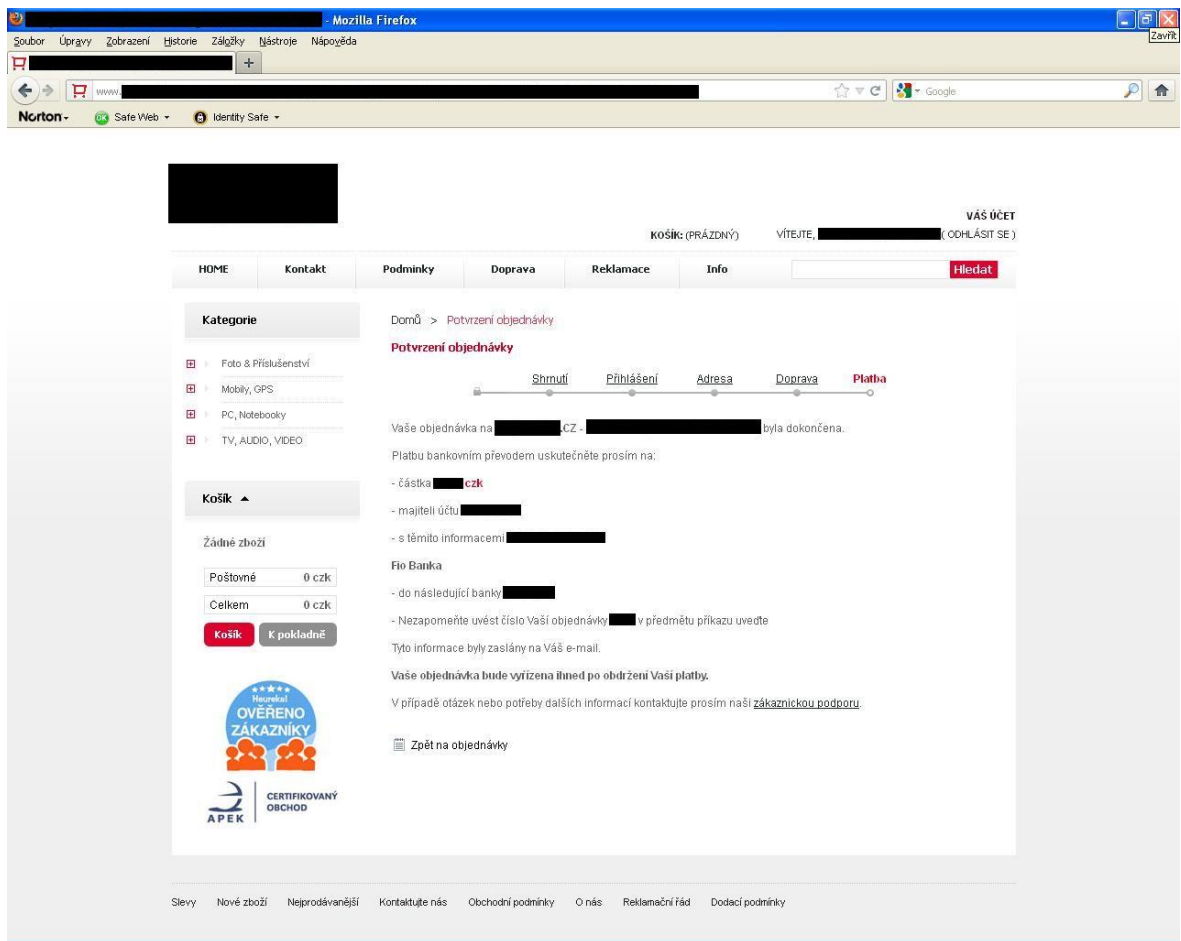 - Mozilla Firefox
Soubor Úpravy Zobrazení Historie Záložky Nástroje Nápověda
Zavřít
+
www.
Google
Norton - Safe Web Identity Safe
VÁŠ ÚČET
KOŠÍK: (PRÁZDNÝ) VÍTEJTE, ( ODHLÁSIT SE )
HOME Kontakt Podminky Doprava Reklamace Info Hledat
Kategorie
Foto & Příslušenství
Mobily, GPS
PC, Notebooky
TV, AUDIO, VIDEO
Košík
Žádné zboží
Poštovné 0 czk
Celkem 0 czk
Košík K pokladně
Heureka!
OVĚŘENO
ZÁKAZNÍKY
APEK
CERTIFIKOVANÝ
OBCHOD
Domů > Potvrzení objednávky
Potvrzení objednávky
Shrnutí Přihlášení Adresa Doprava Platba
Vaše objednávka na .CZ - byla dokončena.
Platbu bankovním převodem uskutečněte prosím na:
- částka czk
- majiteli účtu
- s těmito informacemi
Fio Banka
- do následující banky
- Nezapomeňte uvést číslo Vaší objednávky v předmětu příkazu uveďte
Tyto informace byly zaslány na Váš e-mail.
Vaše objednávka bude vyřízena ihned po obdržení Vaší platby.
V případě otázek nebo potřeby dalších informací kontaktujte prosím naši zákaznickou podporu.
Zpět na objednávky
Slevy Nové zboží Nejprodávanější Kontaktujte nás Obchodní podmínky O nás Reklamační řád Dodací podmínky